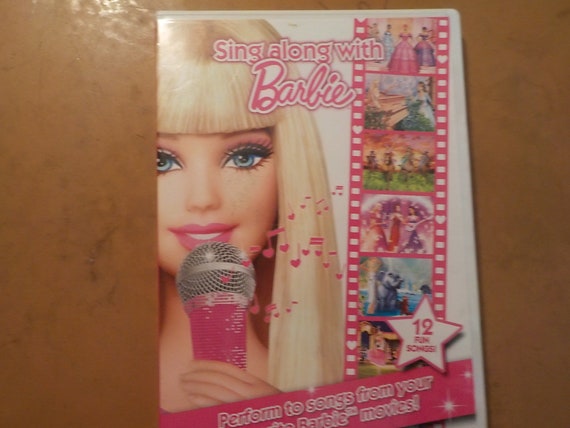 Sing along with
Barbie
12
FUN
SONGS!
Perform to songs from your
Barbie™ movies!